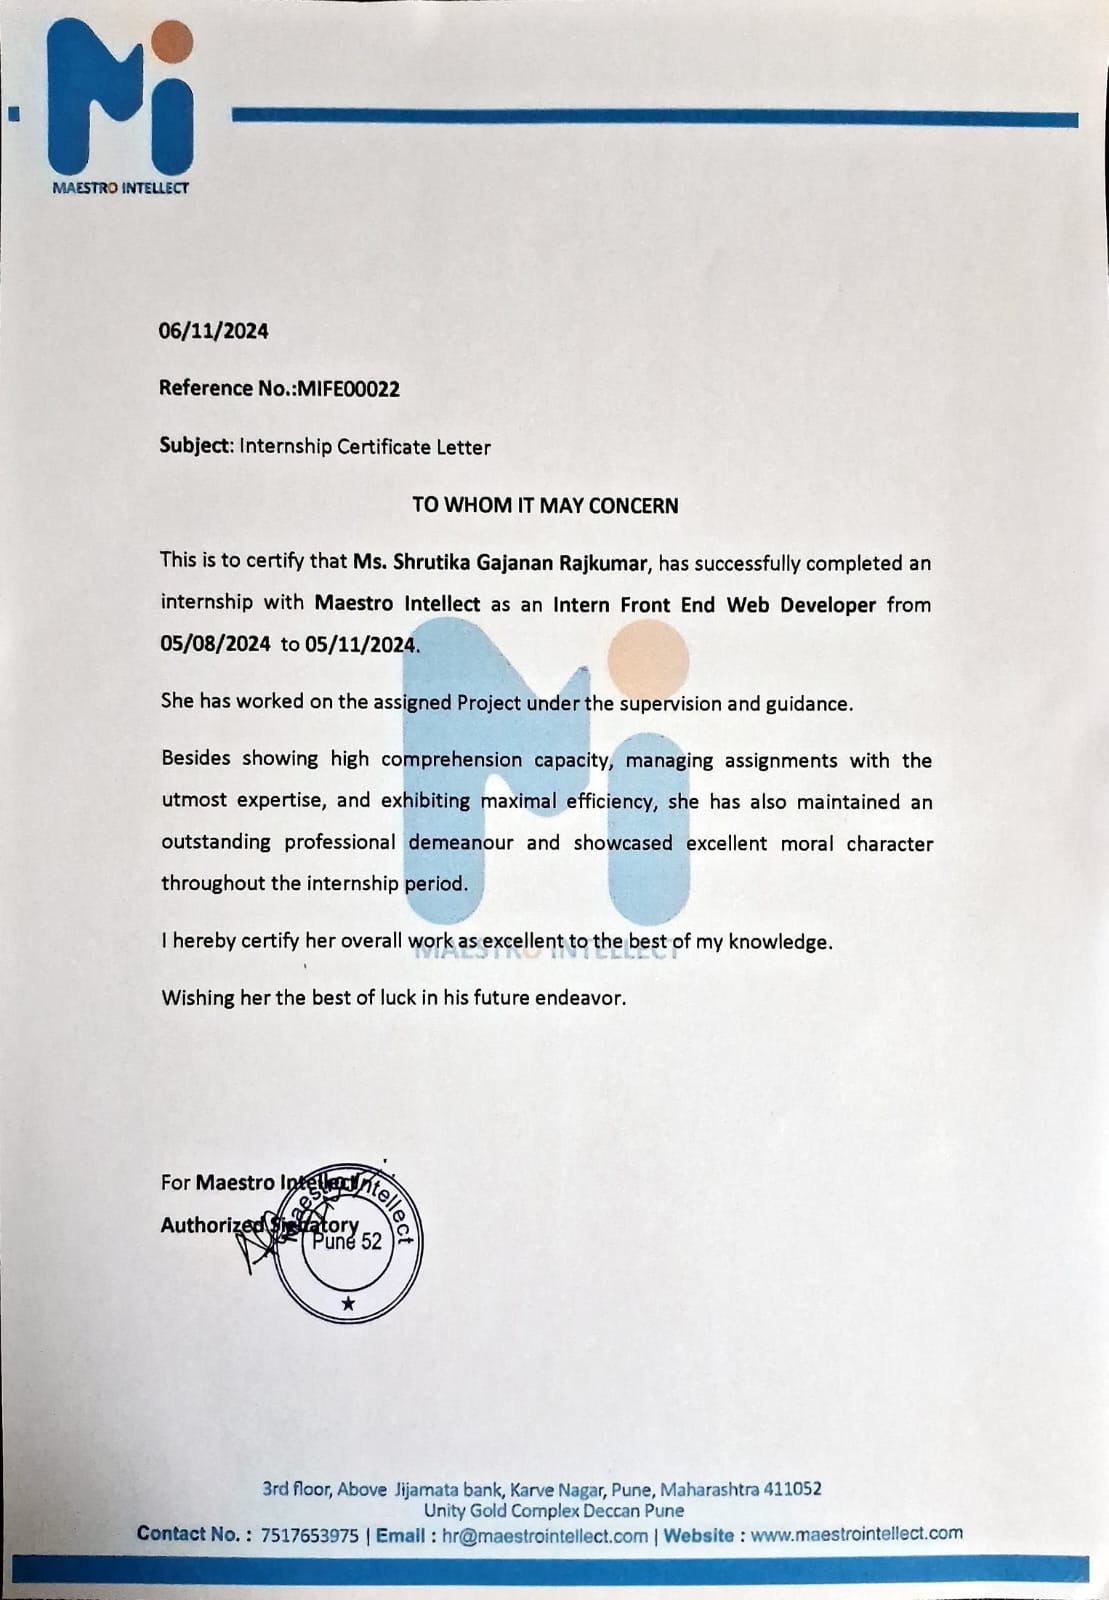 MAESTRO INTELLECT
06/11/2024
Reference No.:MIFE00022
Subject: Internship Certificate Letter
TO WHOM IT MAY CONCERN
This is to certify that Ms. Shrutika Gajanan Rajkumar, has successfully completed an
internship with Maestro Intellect as an Intern Front End Web Developer from
05/08/2024 to 05/11/2024.
She has worked on the assigned Project under the supervision and guidance.
Besides showing high comprehension capacity, managing assignments with the
utmost expertise, and exhibiting maximal efficiency, she has also maintained an
outstanding professional demeanour and showcased excellent moral character
throughout the internship period.
I hereby certify her overall work as excellent to the best of my knowledge.
MAESTRO INTELLECT
Wishing her the best of luck in his future endeavor.
For Maestro Intellect
Authorized Signatory
Maestro Intellect
Pune 52
3rd floor, Above Jijamata bank, Karve Nagar, Pune, Maharashtra 411052
Unity Gold Complex Deccan Pune
Contact No. : 7517653975 | Email : hr@maestrointellect.com | Website : www.maestrointellect.com